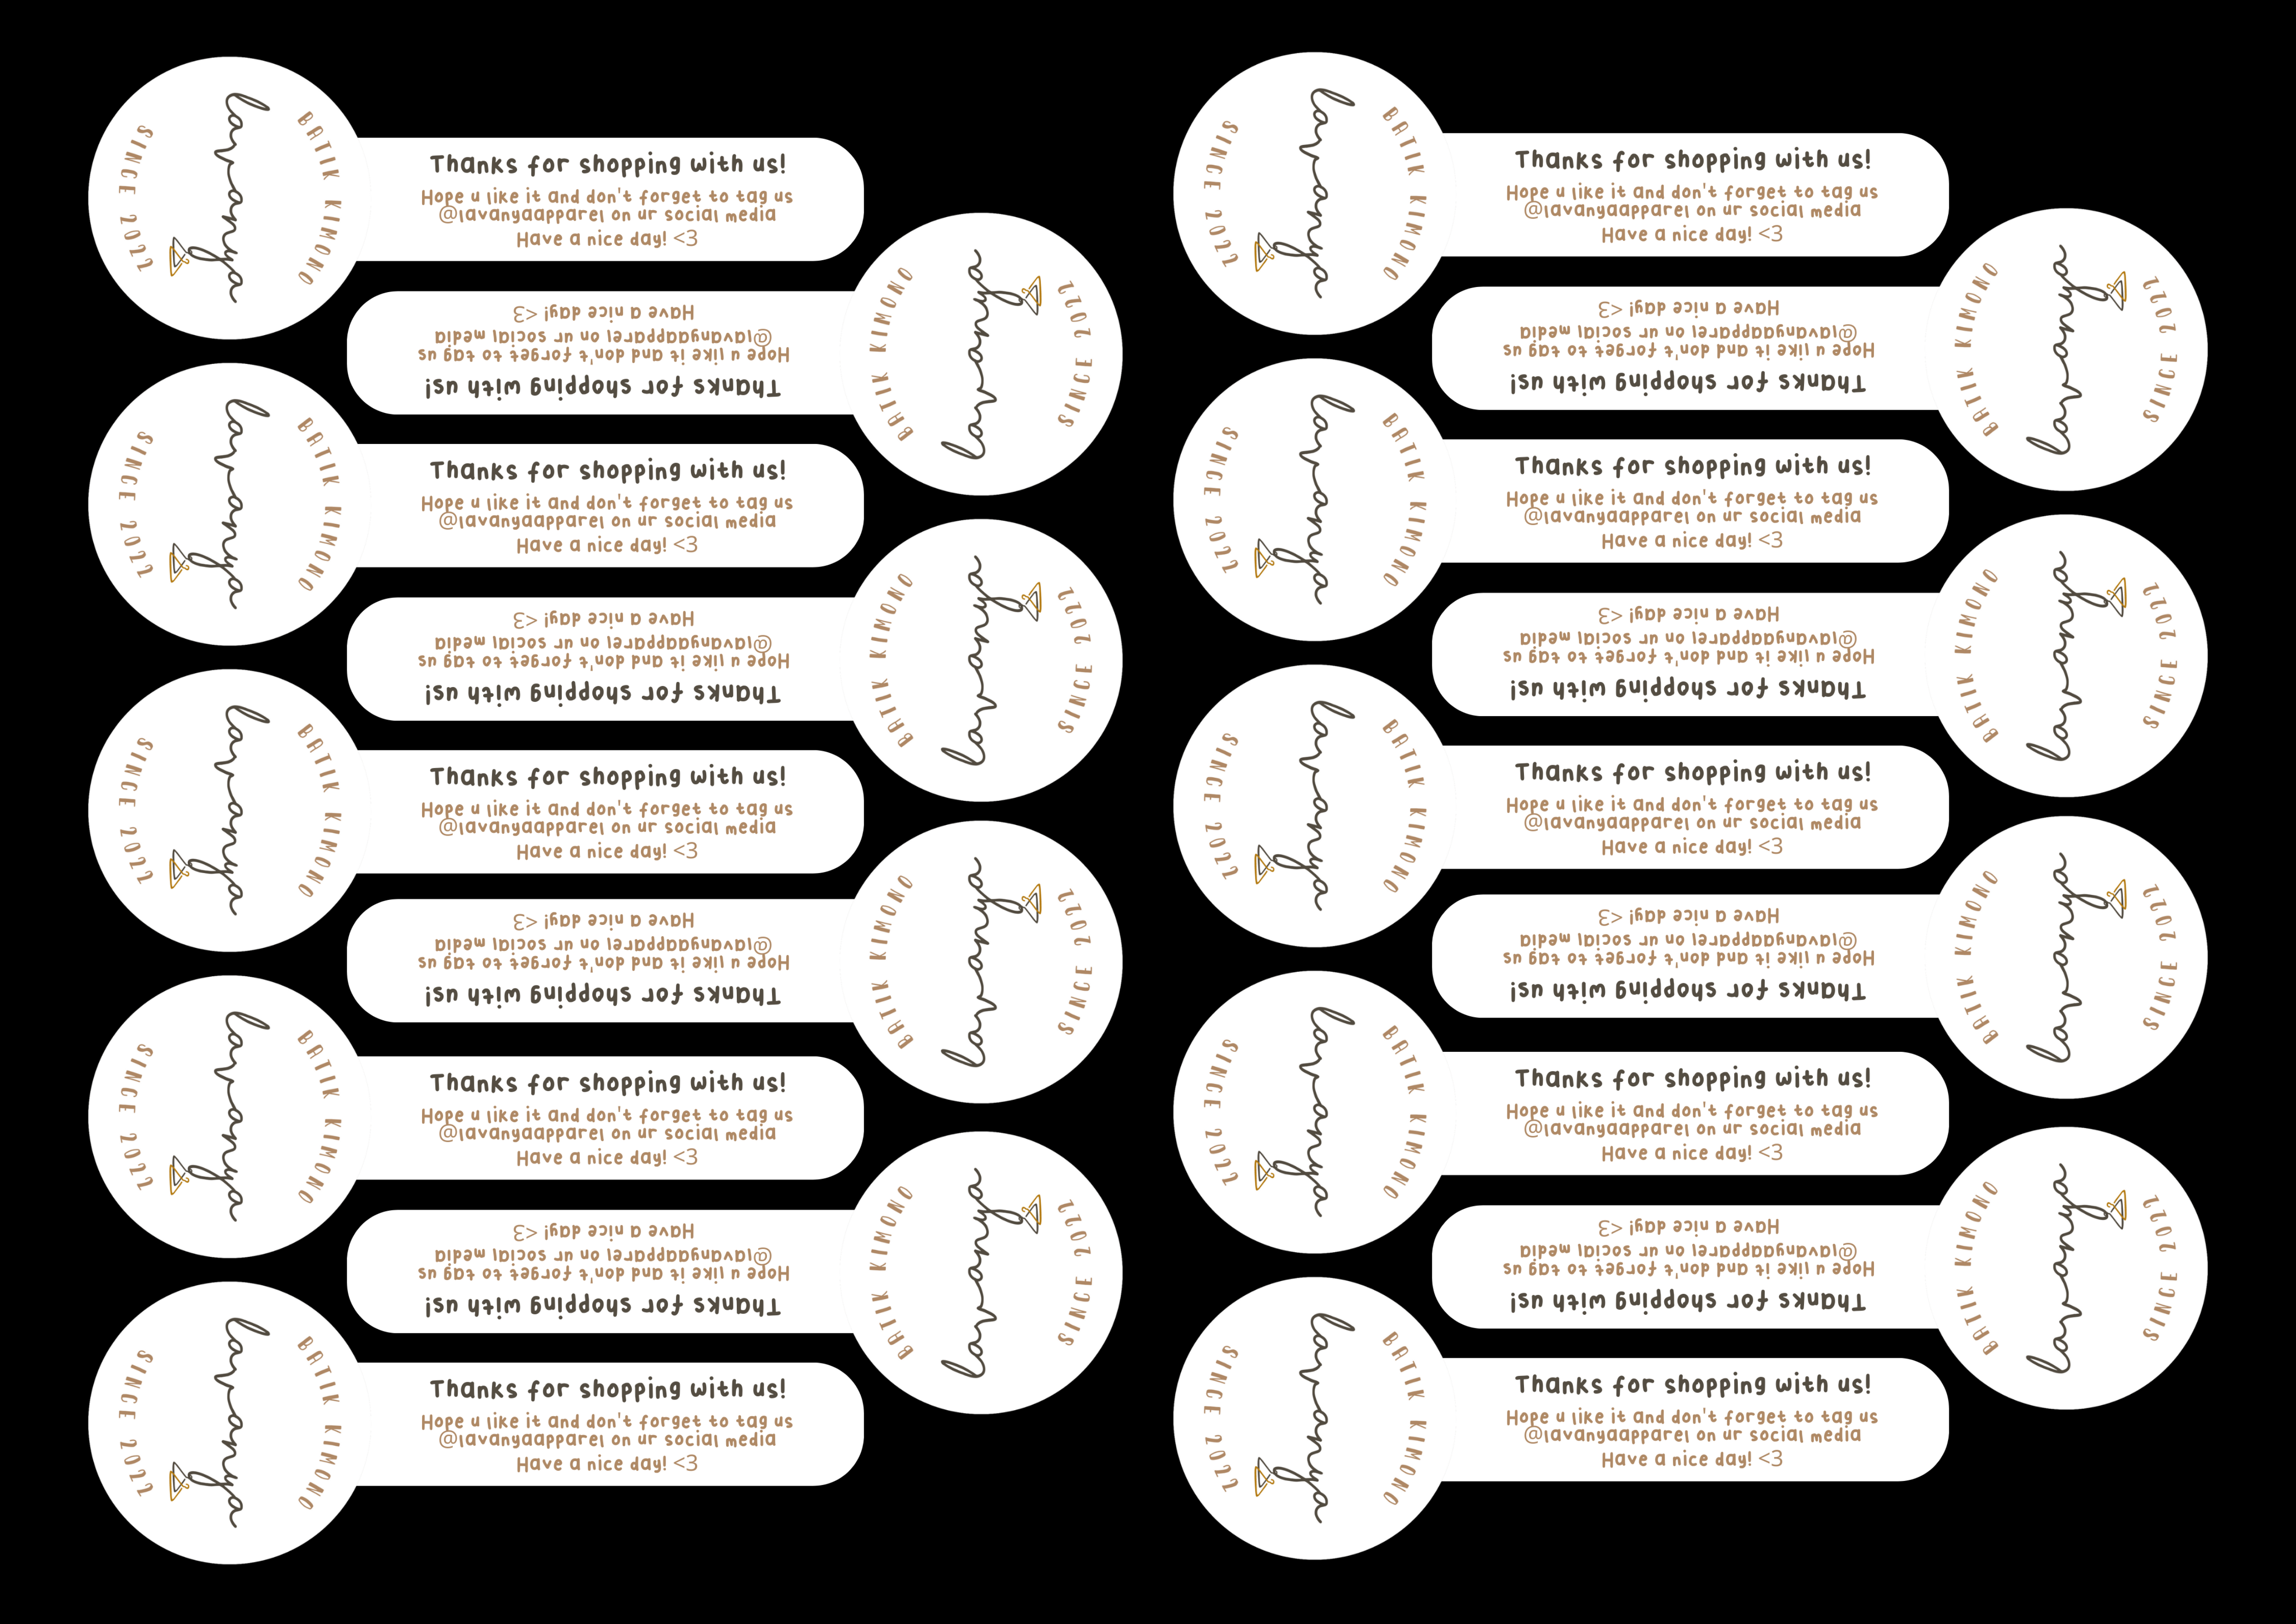 BATIK KIMONO
lavanya
SINCE 2022
Thanks for shopping with us!
Hope u like it and don't forget to tag us
@lavanyaapparel on ur social media
Have a nice day! <3
BATIK KIMONO
lavanya
SINCE 2022
Thanks for shopping with us!
Hope u like it and don't forget to tag us
@lavanyaapparel on ur social media
Have a nice day! <3
BATIK KIMONO
lavanya
SINCE 2022
Thanks for shopping with us!
Hope u like it and don't forget to tag us
@lavanyaapparel on ur social media
Have a nice day! <3
BATIK KIMONO
lavanya
SINCE 2022
Thanks for shopping with us!
Hope u like it and don't forget to tag us
@lavanyaapparel on ur social media
Have a nice day! <3
BATIK KIMONO
lavanya
SINCE 2022
Thanks for shopping with us!
Hope u like it and don't forget to tag us
@lavanyaapparel on ur social media
Have a nice day! <3
BATIK KIMONO
lavanya
SINCE 2022
Thanks for shopping with us!
Hope u like it and don't forget to tag us
@lavanyaapparel on ur social media
Have a nice day! <3
BATIK KIMONO
lavanya
SINCE 2022
Thanks for shopping with us!
Hope u like it and don't forget to tag us
@lavanyaapparel on ur social media
Have a nice day! <3
BATIK KIMONO
lavanya
SINCE 2022
Thanks for shopping with us!
Hope u like it and don't forget to tag us
@lavanyaapparel on ur social media
Have a nice day! <3
BATIK KIMONO
lavanya
SINCE 2022
Thanks for shopping with us!
Hope u like it and don't forget to tag us
@lavanyaapparel on ur social media
Have a nice day! <3
BATIK KIMONO
lavanya
SINCE 2022
Thanks for shopping with us!
Hope u like it and don't forget to tag us
@lavanyaapparel on ur social media
Have a nice day! <3
BATIK KIMONO
lavanya
SINCE 2022
Thanks for shopping with us!
Hope u like it and don't forget to tag us
@lavanyaapparel on ur social media
Have a nice day! <3
BATIK KIMONO
lavanya
SINCE 2022
Thanks for shopping with us!
Hope u like it and don't forget to tag us
@lavanyaapparel on ur social media
Have a nice day! <3
BATIK KIMONO
lavanya
SINCE 2022
Thanks for shopping with us!
Hope u like it and don't forget to tag us
@lavanyaapparel on ur social media
Have a nice day! <3
BATIK KIMONO
lavanya
SINCE 2022
Thanks for shopping with us!
Hope u like it and don't forget to tag us
@lavanyaapparel on ur social media
Have a nice day! <3
BATIK KIMONO
lavanya
SINCE 2022
Thanks for shopping with us!
Hope u like it and don't forget to tag us
@lavanyaapparel on ur social media
Have a nice day! <3
BATIK KIMONO
lavanya
SINCE 2022
Thanks for shopping with us!
Hope u like it and don't forget to tag us
@lavanyaapparel on ur social media
Have a nice day! <3
BATIK KIMONO
lavanya
SINCE 2022
Thanks for shopping with us!
Hope u like it and don't forget to tag us
@lavanyaapparel on ur social media
Have a nice day! <3
BATIK KIMONO
lavanya
SINCE 2022
Thanks for shopping with us!
Hope u like it and don't forget to tag us
@lavanyaapparel on ur social media
Have a nice day! <3